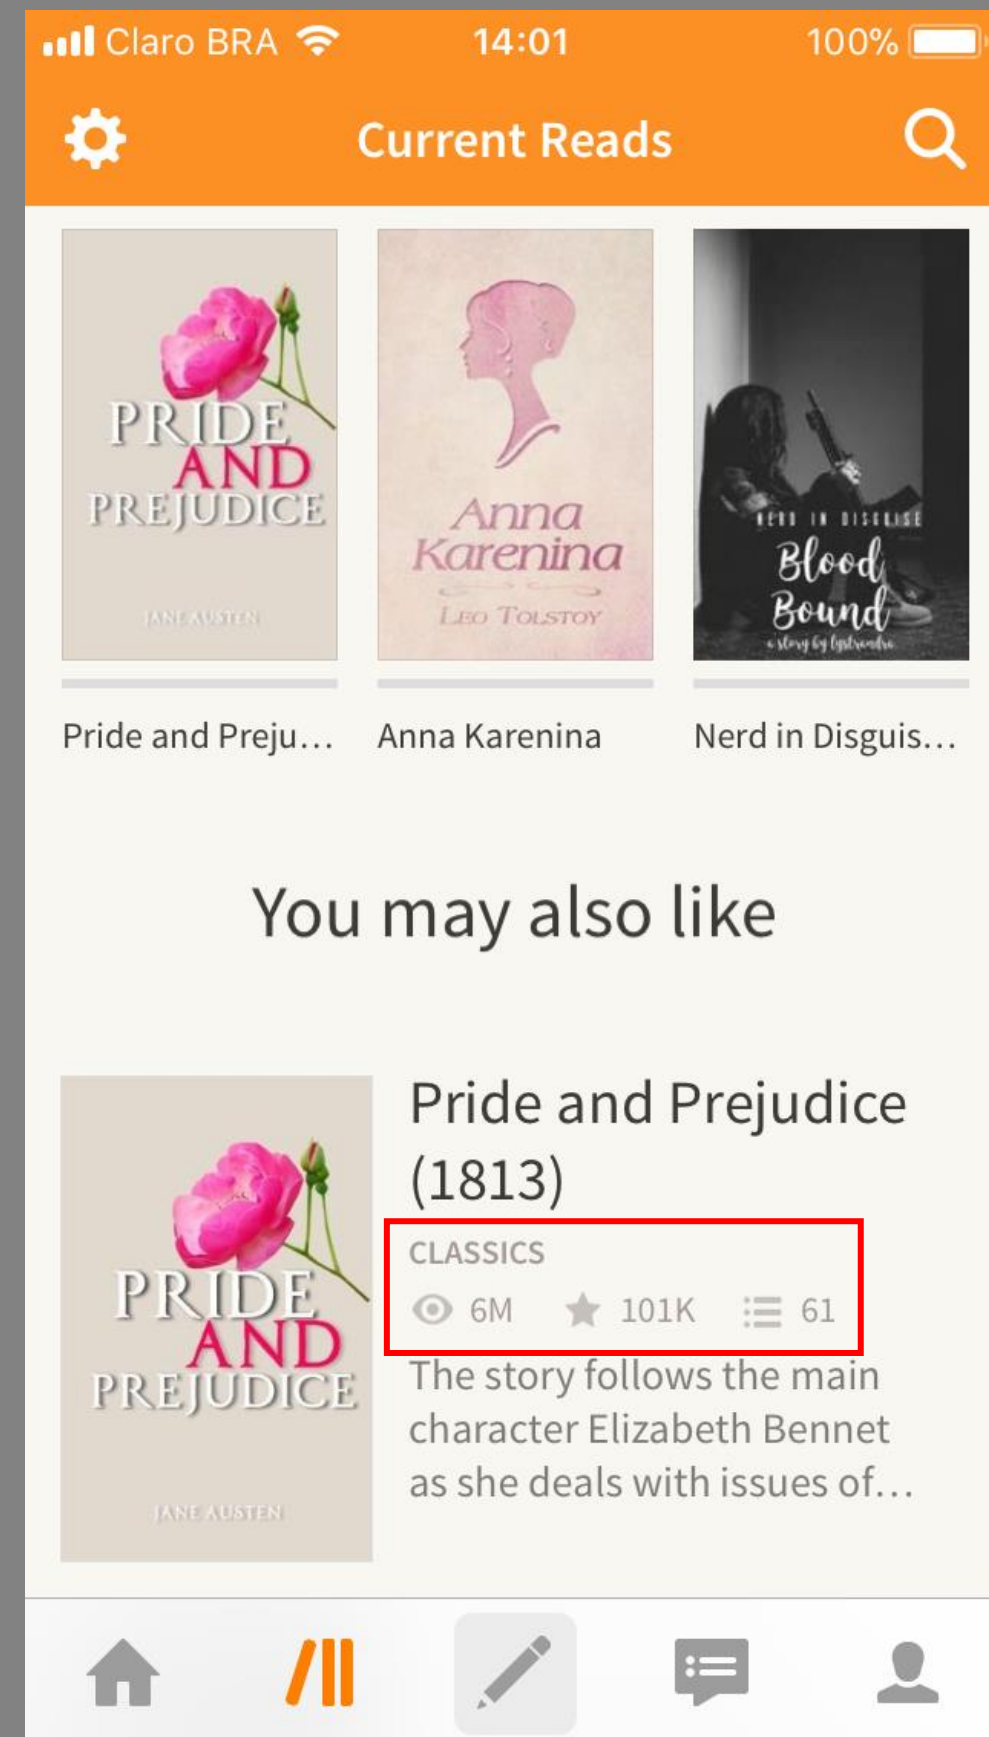 Claro BRA 14:01 100%
Current Reads
PRIDE
AND
PREJUDICE
JANE AUSTEN
Anna
Karenina
LEO TOLSTOY
NERD IN DISGUISE
Blood
Bound
a story by lystrandra
Pride and Preju... Anna Karenina Nerd in Disguis...
You may also like
PRIDE
AND
PREJUDICE
JANE AUSTEN
Pride and Prejudice
(1813)
CLASSICS
6M 101K 61
The story follows the main
character Elizabeth Bennet
as she deals with issues of...